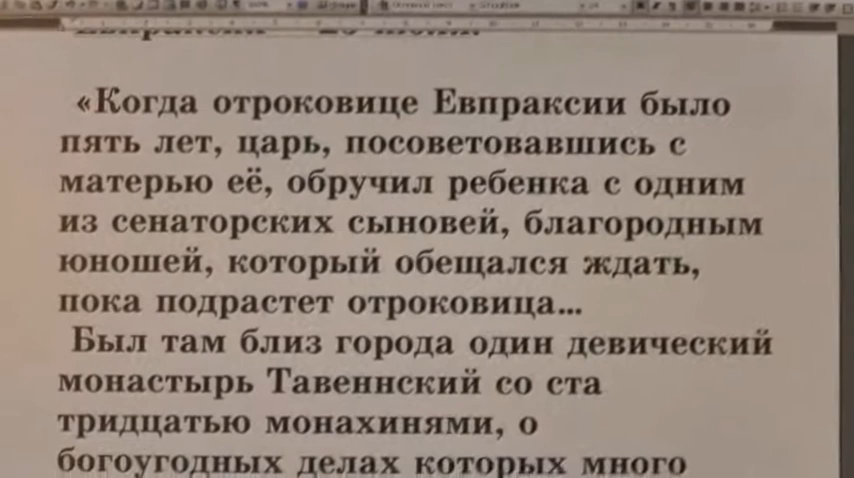 «Когда отроковице Евпраксии было
пять лет, царь, посоветовавшись с
матерью её, обручил ребенка с одним
из сенаторских сыновей, благородным
юношей, который обещался ждать,
пока подрастет отроковица...
Был там близ города один девический
монастырь Тавеннский со ста
тридцатью монахинями, о
богоугодных делах которых много